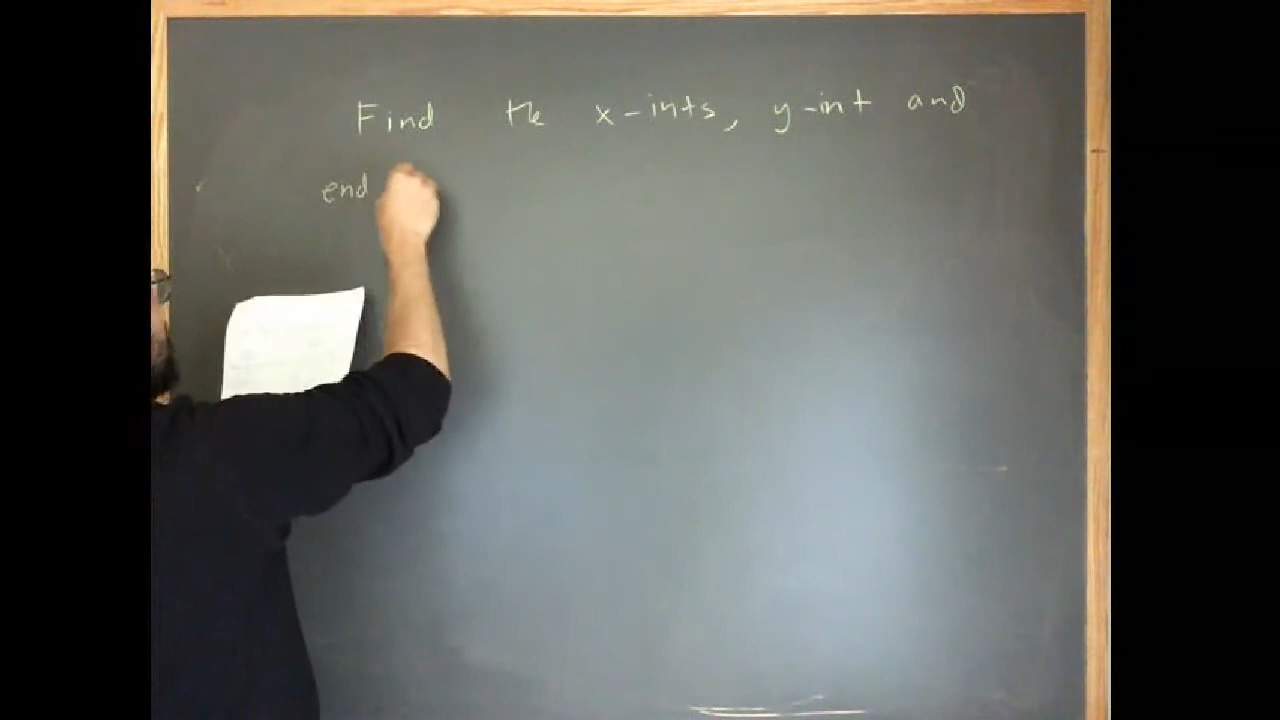 Find the x-ints, y-int and
end